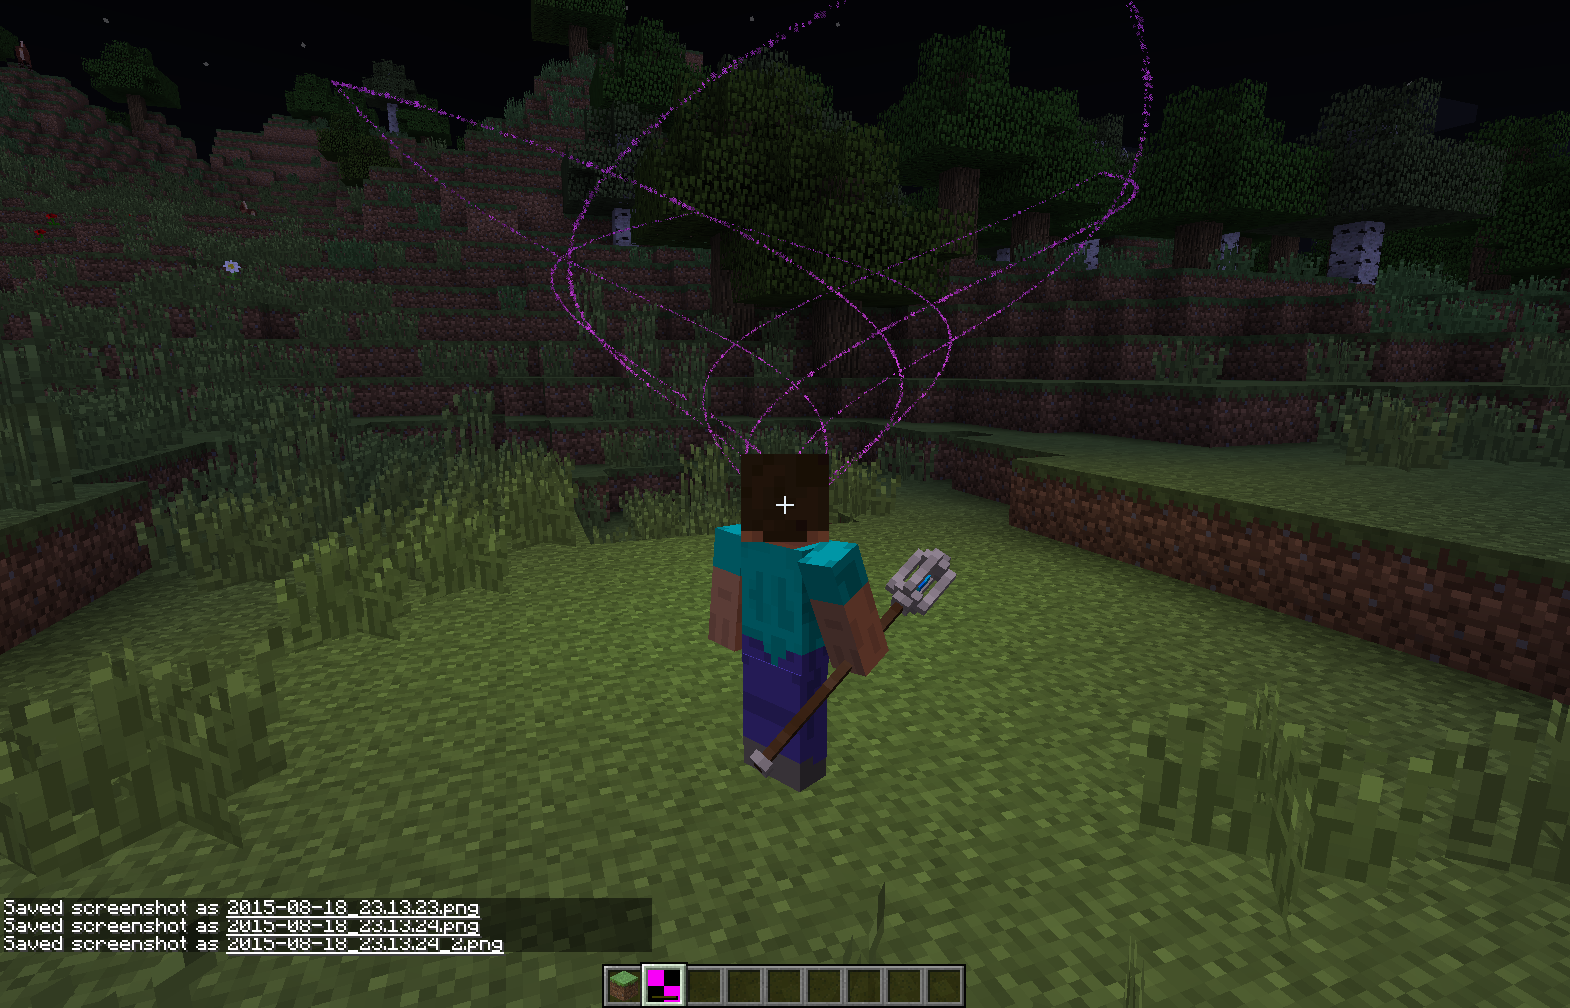 Saved screenshot as 2015-08-18_23.13.23.png
Saved screenshot as 2015-08-18_23.13.24.png
Saved screenshot as 2015-08-18_23.13.24_2.png